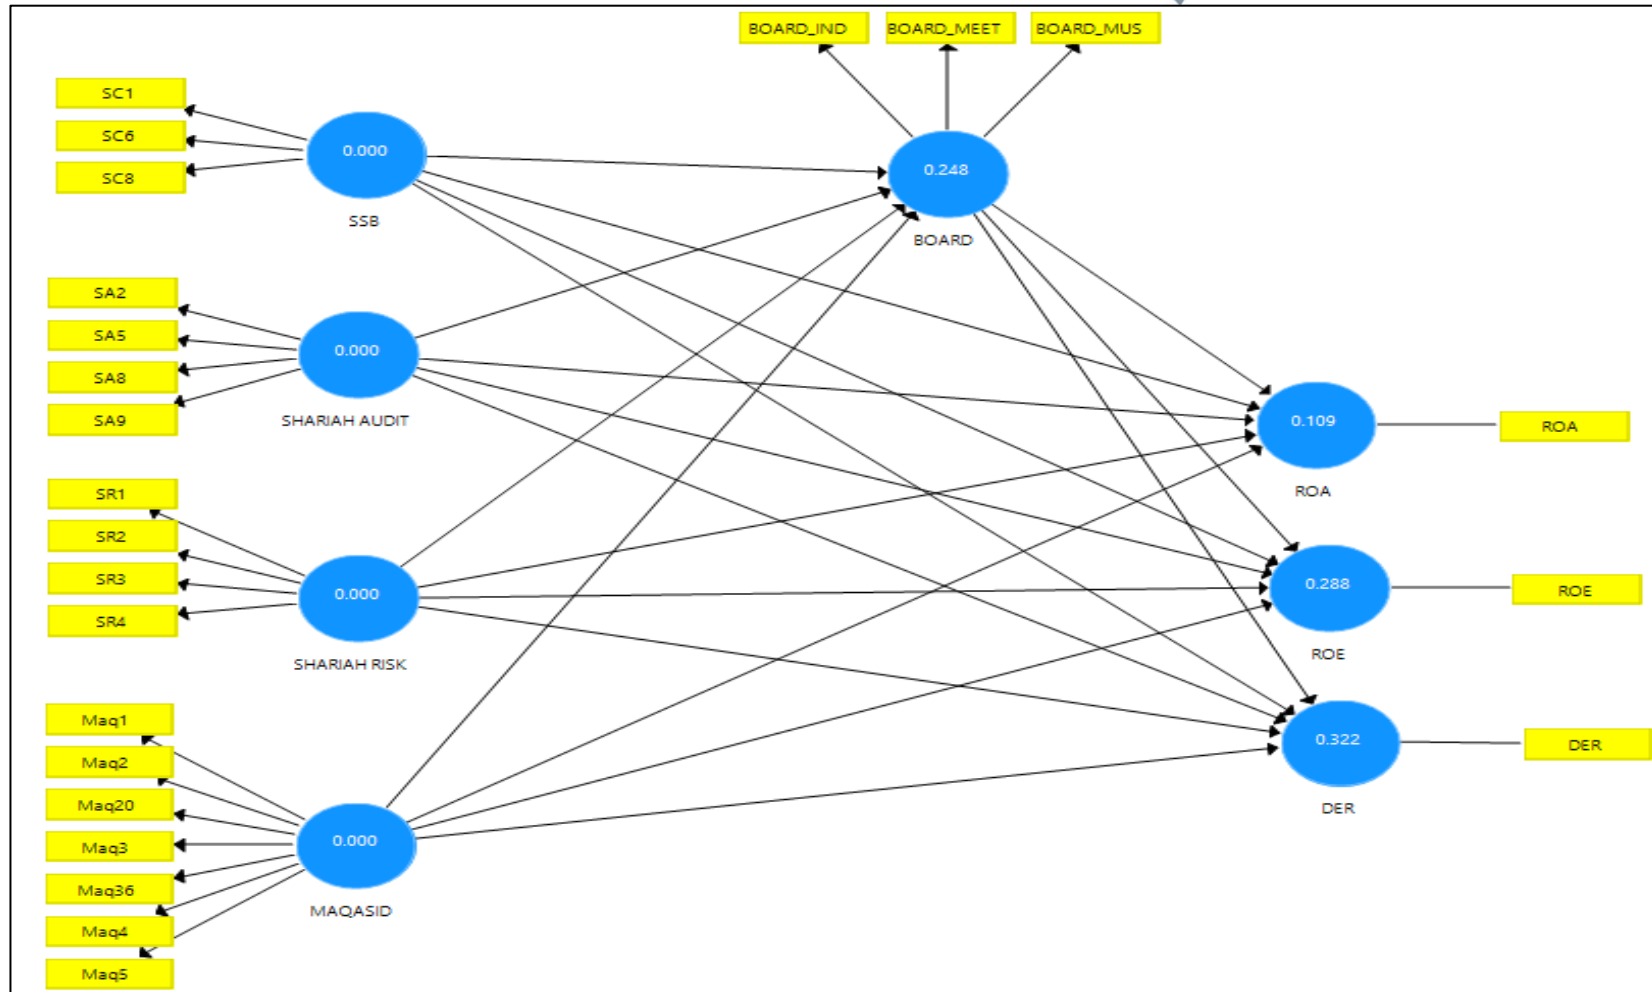 BOARD_IND
BOARD_MEET
BOARD_MUS
SC1
SC6
SC8
0.000
SSB
0.248
BOARD
SA2
SA5
SA8
SA9
0.000
SHARIAH AUDIT
0.109
ROA
ROA
SR1
SR2
SR3
SR4
0.000
SHARIAH RISK
0.288
ROE
ROE
Maq1
Maq2
Maq20
Maq3
Maq36
Maq4
Maq5
0.000
MAQASID
0.322
DER
DER